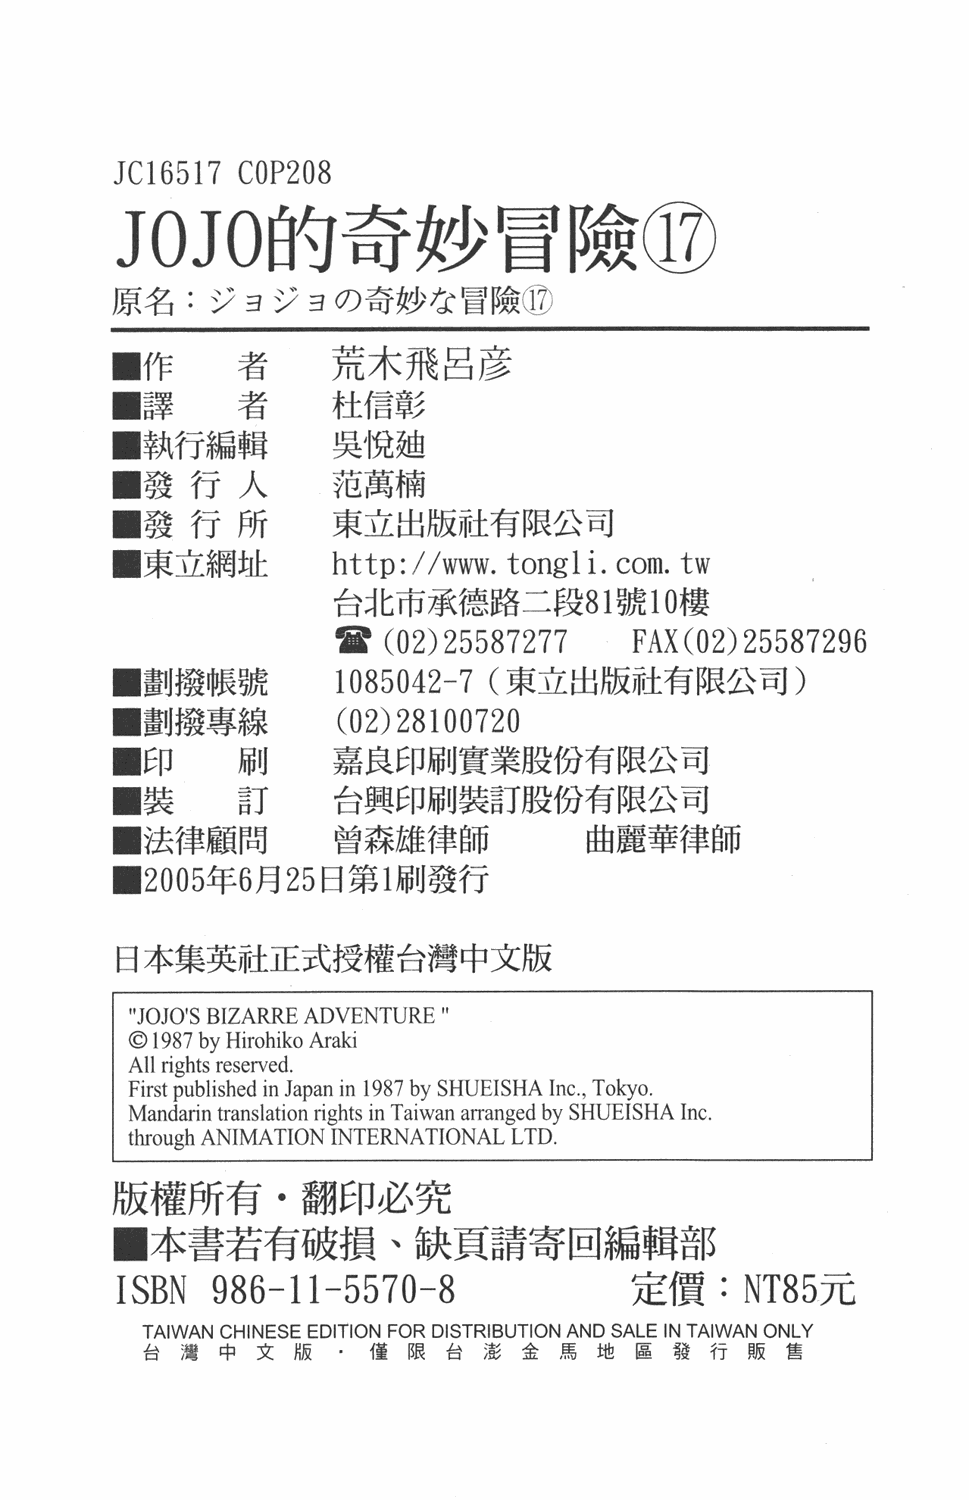 JC16517 COP208
JOJO的奇妙冒險⑰
原名：ジョジョの奇妙な冒險⑰
■作　者　荒木飛呂彦
■譯　者　杜信彰
■執行編輯　吳悅廸
■發行人　范萬楠
■發行所　東立出版社有限公司
■東立網址　http://www.tongli.com.tw
台北市承德路二段81號10樓
☎(02)25587277　FAX(02)25587296
■劃撥帳號　1085042-7（東立出版社有限公司）
■劃撥專線　(02)28100720
■印　刷　嘉良印刷實業股份有限公司
■裝　訂　台興印刷裝訂股份有限公司
■法律顧問　曾森雄律師　曲麗華律師
■2005年6月25日第1刷發行
日本集英社正式授權台灣中文版
"JOJO'S BIZARRE ADVENTURE "
©1987 by Hirohiko Araki
All rights reserved.
First published in Japan in 1987 by SHUEISHA Inc., Tokyo.
Mandarin translation rights in Taiwan arranged by SHUEISHA Inc.
through ANIMATION INTERNATIONAL LTD.
版權所有・翻印必究
■本書若有破損、缺頁請寄回編輯部
ISBN 986-11-5570-8　定價：NT85元
TAIWAN CHINESE EDITION FOR DISTRIBUTION AND SALE IN TAIWAN ONLY
台灣中文版・僅限台澎金馬地區發行販售